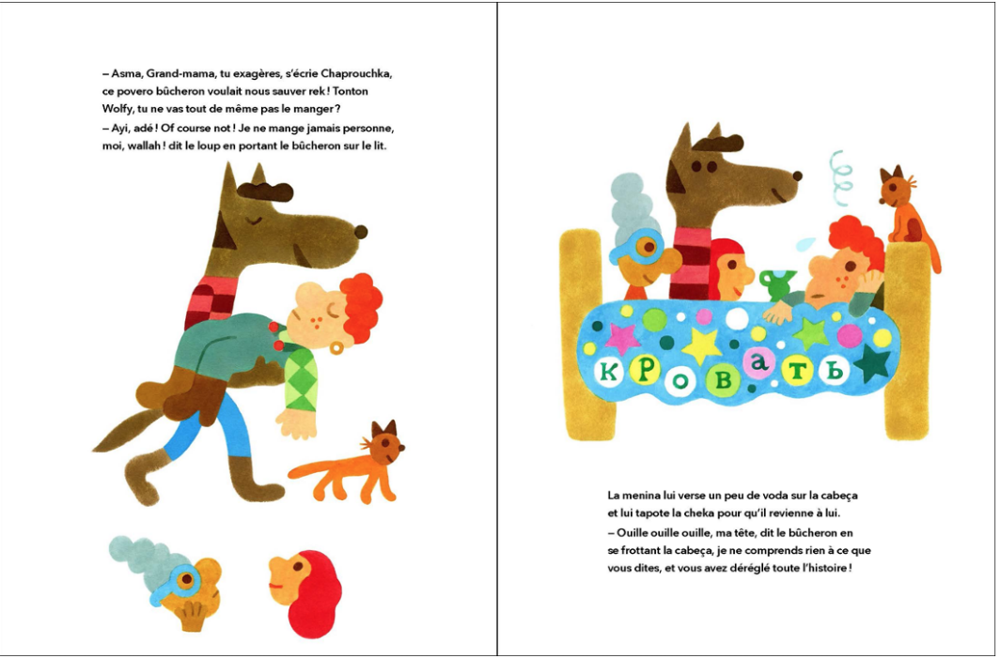 – Asma, Grand-mama, tu exagères, s’écrie Chaprouchka,
ce povero bûcheron voulait nous sauver rek ! Tonton
Wolfy, tu ne vas tout de même pas le manger ?
– Ayi, adé ! Of course not ! Je ne mange jamais personne,
moi, wallah ! dit le loup en portant le bûcheron sur le lit.
кровать
La menina lui verse un peu de voda sur la cabeça
et lui tapote la cheka pour qu’il revienne à lui.
– Ouille ouille ouille, ma tête, dit le bûcheron en
se frottant la cabeça, je ne comprends rien à ce que
vous dites, et vous avez déréglé toute l’histoire !